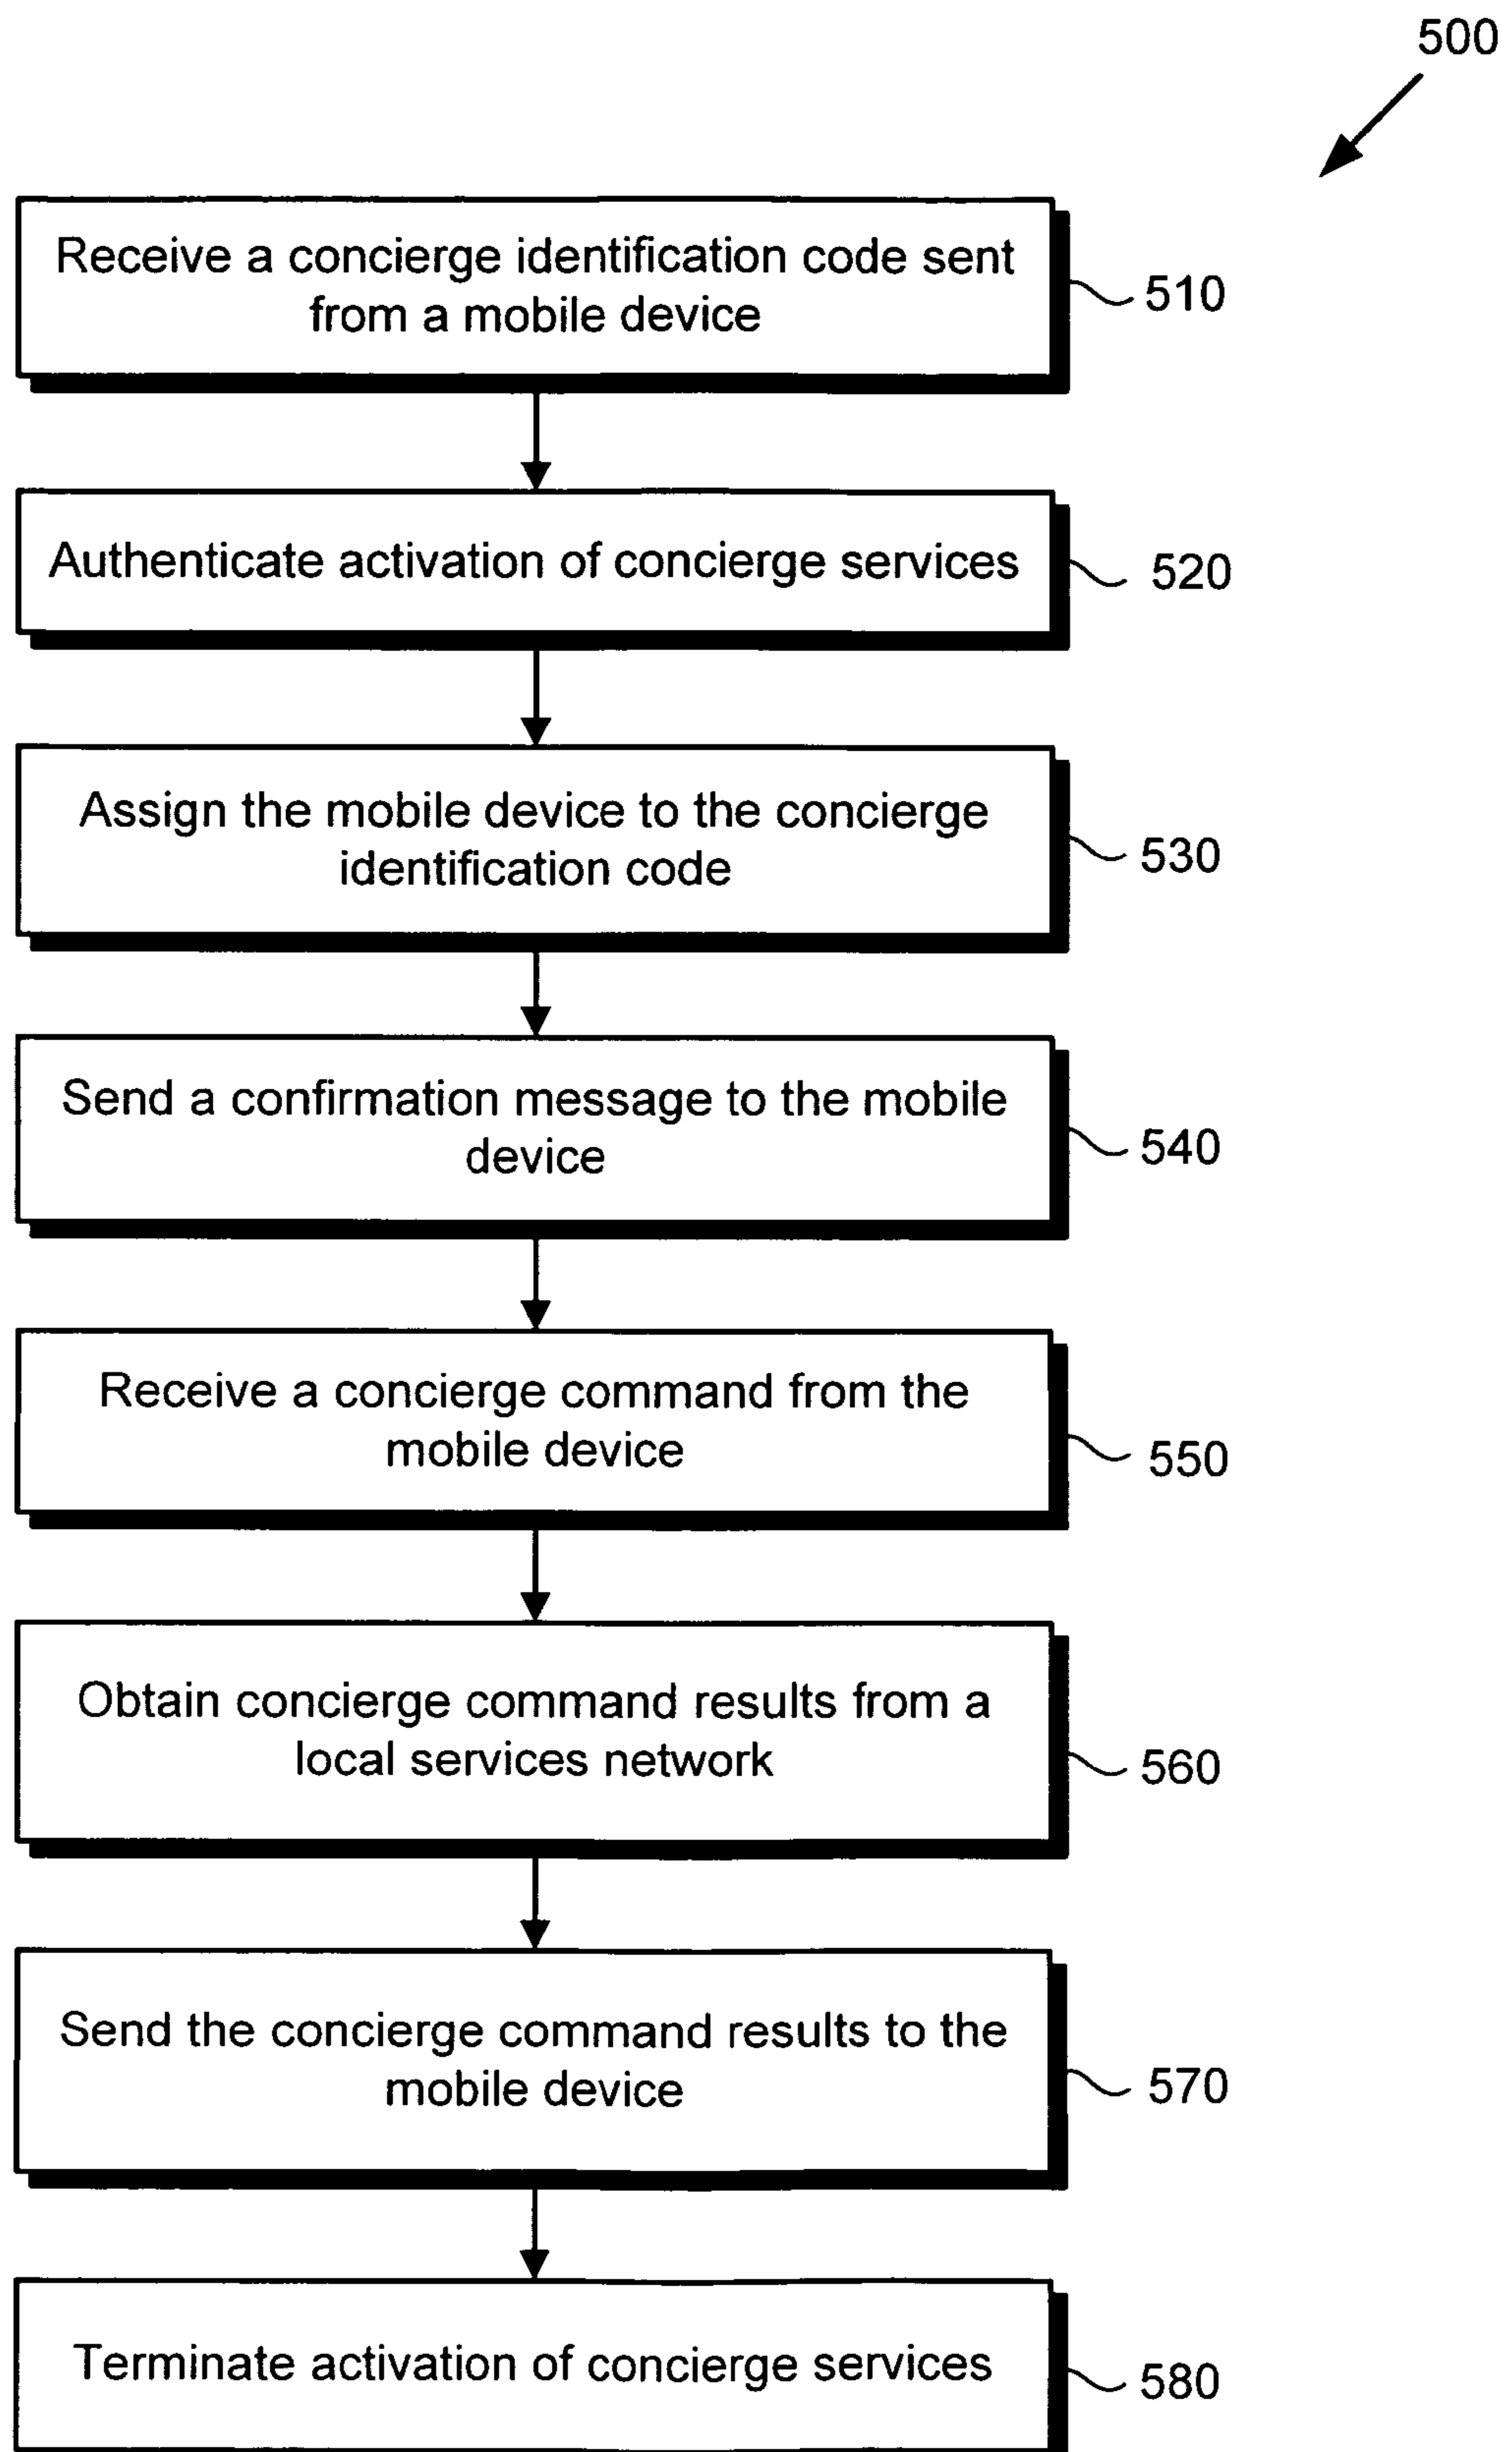 500
Receive a concierge identification code sent
from a mobile device
510
Authenticate activation of concierge services
520
Assign the mobile device to the concierge
identification code
530
Send a confirmation message to the mobile
device
540
Receive a concierge command from the
mobile device
550
Obtain concierge command results from a
local services network
560
Send the concierge command results to the
mobile device
570
Terminate activation of concierge services
580